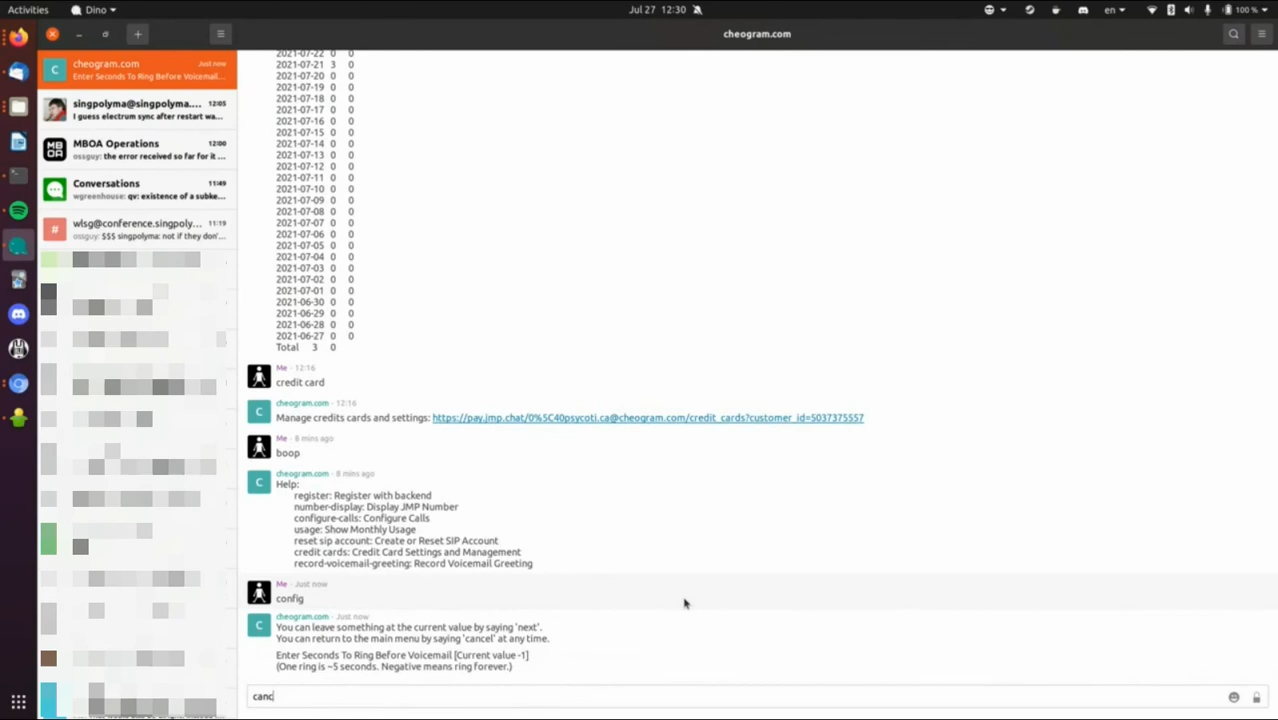 Activities
Dino
Jul 27 12:30
en
100 %
cheogram.com
cheogram.com Just now
Enter Seconds To Ring Before Voicemail...
singpolyma@singpolyma.... 12:05
I guess electrum sync after restart wa...
MBOA Operations 12:00
ossguy: the error received so far for it ...
Conversations 11:49
wgreenhouse: qv: existence of a subke...
wlsg@conference.singpoly... 11:19
ossguy: $$$ singpolyma: not if they don'...
2021-07-22 0 0
2021-07-21 3 0
2021-07-20 0 0
2021-07-19 0 0
2021-07-18 0 0
2021-07-17 0 0
2021-07-16 0 0
2021-07-15 0 0
2021-07-14 0 0
2021-07-13 0 0
2021-07-12 0 0
2021-07-11 0 0
2021-07-10 0 0
2021-07-09 0 0
2021-07-08 0 0
2021-07-07 0 0
2021-07-06 0 0
2021-07-05 0 0
2021-07-04 0 0
2021-07-03 0 0
2021-07-02 0 0
2021-07-01 0 0
2021-06-30 0 0
2021-06-29 0 0
2021-06-28 0 0
2021-06-27 0 0
Total 3 0
Me - 12:16
credit card
C
cheogram.com - 12:16
Manage credits cards and settings: https://pay.jmp.chat/0%5C40psycoti.ca@cheogram.com/credit_cards?customer_id=5037375557
Me - 8 mins ago
boop
C
cheogram.com - 8 mins ago
Help:
register: Register with backend
number-display: Display JMP Number
configure-calls: Configure Calls
usage: Show Monthly Usage
reset sip account: Create or Reset SIP Account
credit cards: Credit Card Settings and Management
record-voicemail-greeting: Record Voicemail Greeting
Me - Just now
config
C
cheogram.com - Just now
You can leave something at the current value by saying 'next'.
You can return to the main menu by saying 'cancel' at any time.
Enter Seconds To Ring Before Voicemail [Current value -1]
(One ring is ~5 seconds. Negative means ring forever.)
canc